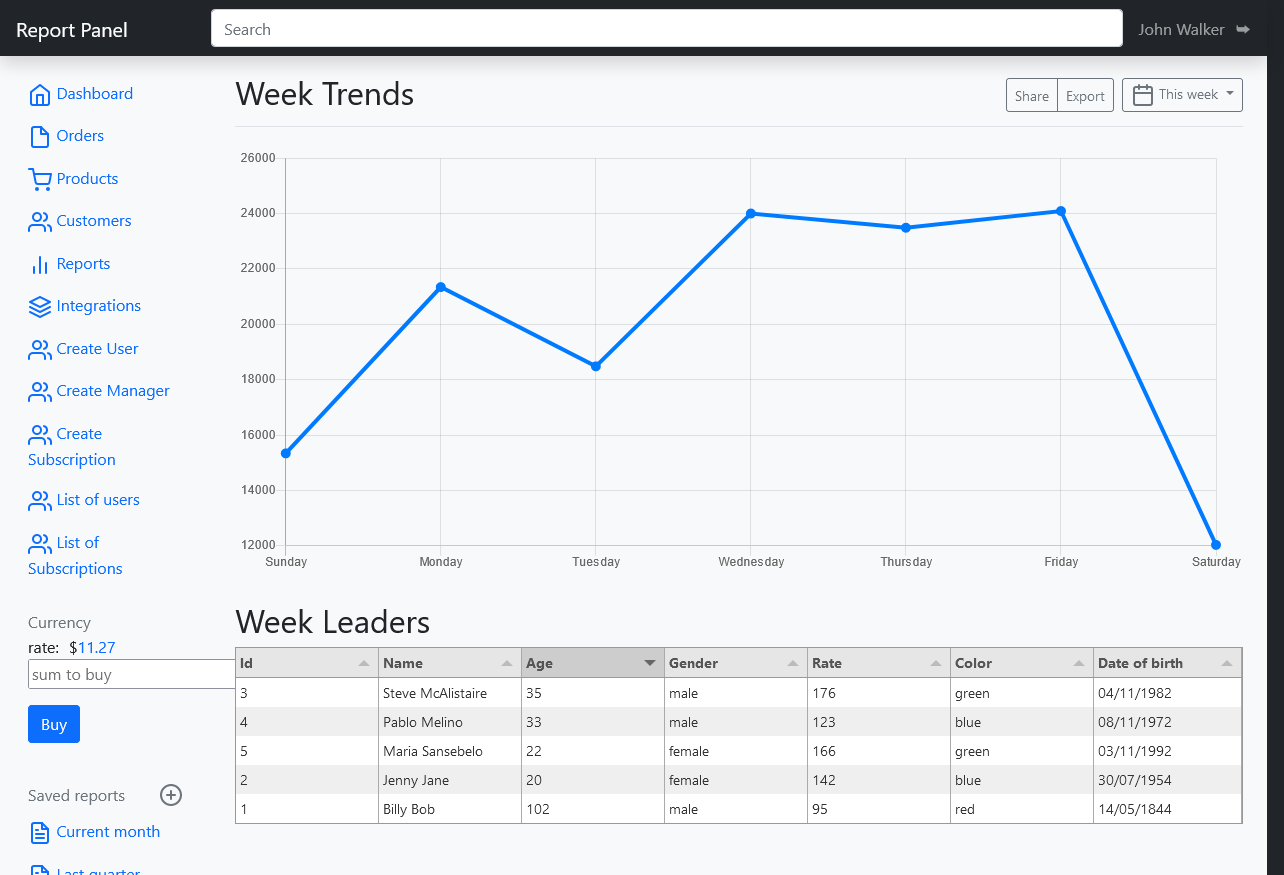 Report Panel
Search
John Walker
Dashboard
Orders
Products
Customers
Reports
Integrations
Create User
Create Manager
Create
Subscription
List of users
List of
Subscriptions
Currency
rate: $11.27
sum to buy
Buy
Saved reports
Current month
Last quarter
Week Trends
Share Export This week
26000
24000
22000
20000
18000
16000
14000
12000
Sunday Monday Tuesday Wednesday Thursday Friday Saturday
Week Leaders
Id Name Age Gender Rate Color Date of birth
3 Steve McAlistaire 35 male 176 green 04/11/1982
4 Pablo Melino 33 male 123 blue 08/11/1972
5 Maria Sansebelo 22 female 166 green 03/11/1992
2 Jenny Jane 20 female 142 blue 30/07/1954
1 Billy Bob 102 male 95 red 14/05/1844